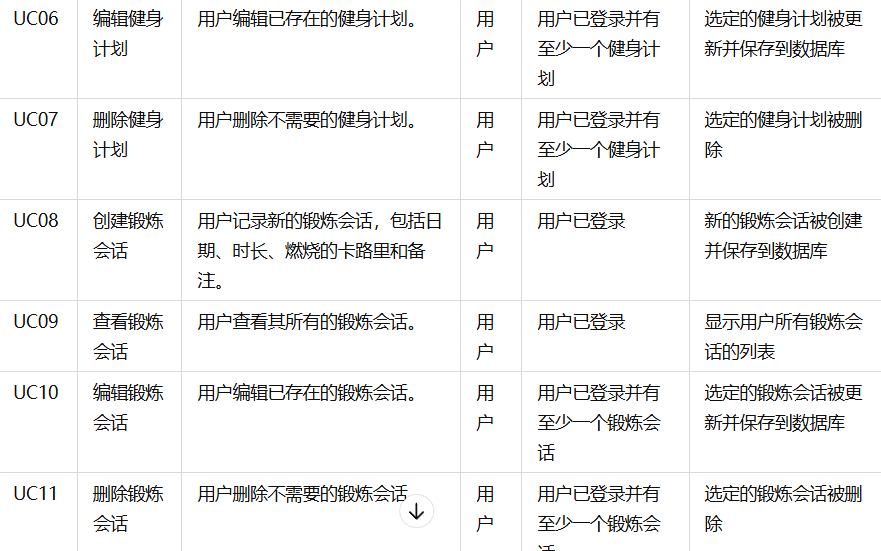 UC06 编辑健身 用户编辑已存在的健身计划。 用 用户已登录并有 选定的健身计划被更
计划 户 至少一个健身计 新并保存到数据库
划
UC07 删除健身 用户删除不需要的健身计划。 用 用户已登录并有 选定的健身计划被删
计划 户 至少一个健身计 除
划
UC08 创建锻炼 用户记录新的锻炼会话，包括日 用 用户已登录 新的锻炼会话被创建
会话 期、时长、燃烧的卡路里和备 户 并保存到数据库
注。
UC09 查看锻炼 用户查看其所有的锻炼会话。 用 用户已登录 显示用户所有锻炼会
会话 户 话的列表
UC10 编辑锻炼 用户编辑已存在的锻炼会话。 用 用户已登录并有 选定的锻炼会话被更
会话 户 至少一个锻炼会 新并保存到数据库
话
UC11 删除锻炼 用户删除不需要的锻炼会话 用 用户已登录并有 选定的锻炼会话被删
会话 户 至少一个锻炼会 除